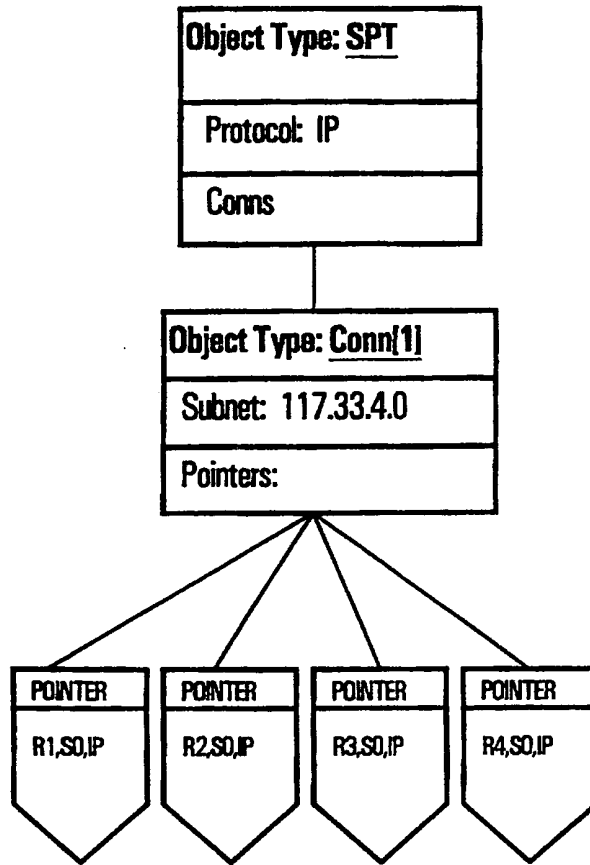 Object Type: SPT
Protocol: IP
Conns
Object Type: Conn[1]
Subnet: 117.33.4.0
Pointers:
POINTER POINTER POINTER POINTER
R1,S0,IP R2,S0,IP R3,S0,IP R4,S0,IP